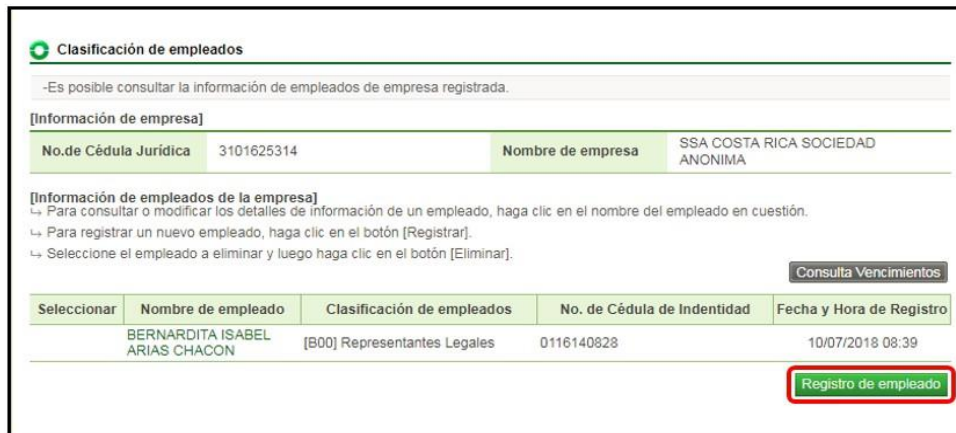 Clasificación de empleados
-Es posible consultar la información de empleados de empresa registrada.
[Información de empresa]
No.de Cédula Jurídica 3101625314 Nombre de empresa SSA COSTA RICA SOCIEDAD ANONIMA
[Información de empleados de la empresa]
↳ Para consultar o modificar los detalles de información de un empleado, haga clic en el nombre del empleado en cuestión.
↳ Para registrar un nuevo empleado, haga clic en el botón [Registrar].
↳ Seleccione el empleado a eliminar y luego haga clic en el botón [Eliminar].
Consulta Vencimientos
Seleccionar Nombre de empleado Clasificación de empleados No. de Cédula de Indentidad Fecha y Hora de Registro
BERNARDITA ISABEL ARIAS CHACON [B00] Representantes Legales 0116140828 10/07/2018 08:39
Registro de empleado